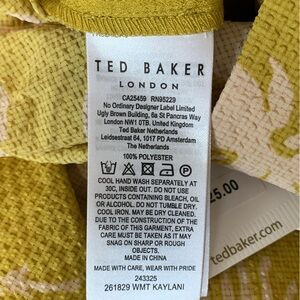 TED BAKER
LONDON
CA25459 RN95229
No Ordinary Designer Label Limited
Ugly Brown Building, 6a St Pancras Way
London NW1 0TB. United Kingdom
Ted Baker Netherlands
Leidsestraat 64, 1017 PD Amsterdam
The Netherlands
100% POLYESTER
COOL HAND WASH SEPARATELY AT
30C, INSIDE OUT. DO NOT USE
PRODUCTS CONTAINING BLEACH, OIL
OR ALCOHOL. DO NOT TUMBLE DRY.
COOL IRON. MAY BE DRY CLEANED.
DUE TO THE CONSTRUCTION OF THE
FABRIC OF THIS GARMENT, EXTRA
CARE MUST BE TAKEN AS IT MAY
SNAG ON SHARP OR ROUGH
OBJECTS.
MADE IN CHINA
MADE WITH CARE, WEAR WITH PRIDE
243325
261829 WMT KAYLANI
25.00
tedbaker.com